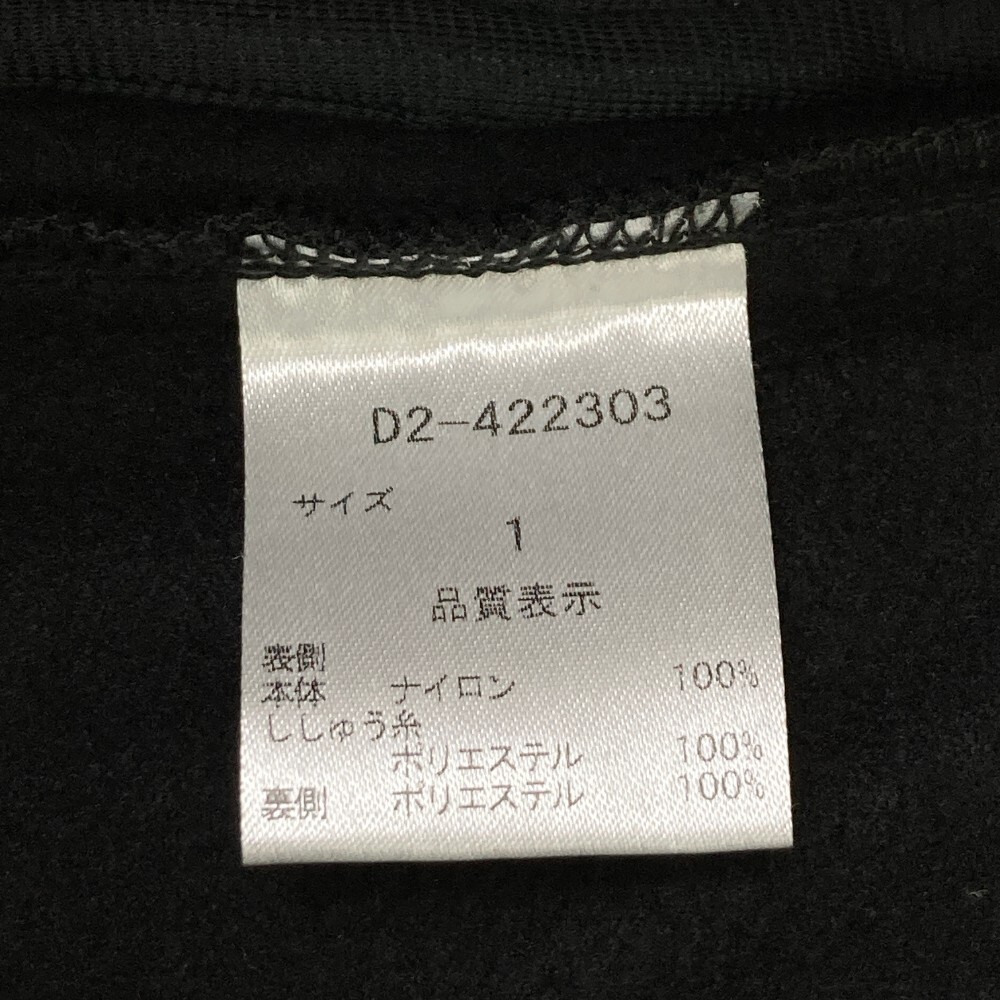 D2-422303
サイズ
1
品質表示
表側
本体 ナイロン 100%
ししゅう糸
ポリエステル 100%
裏側 ポリエステル 100%